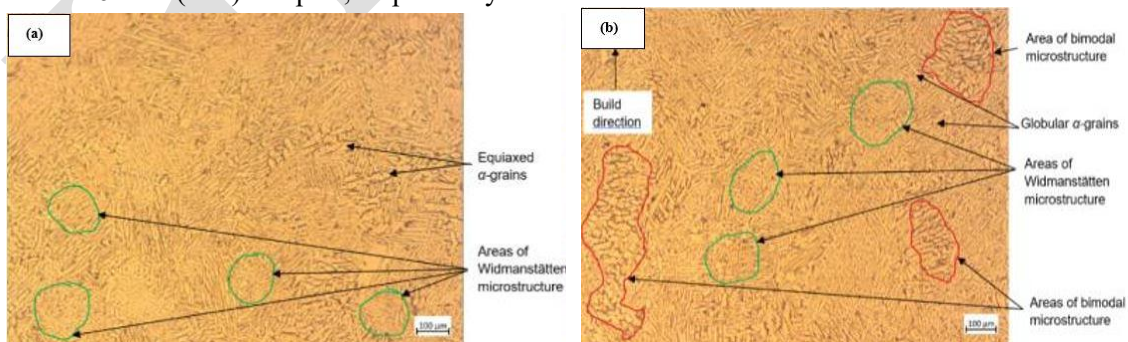 (a)
Equiaxed
α-grains
Areas of
Widmanstätten
microstructure
100 µm
(b)
Build
direction
Area of bimodal
microstructure
Globular α-grains
Areas of
Widmanstätten
microstructure
Areas of bimodal
microstructure
100 µm